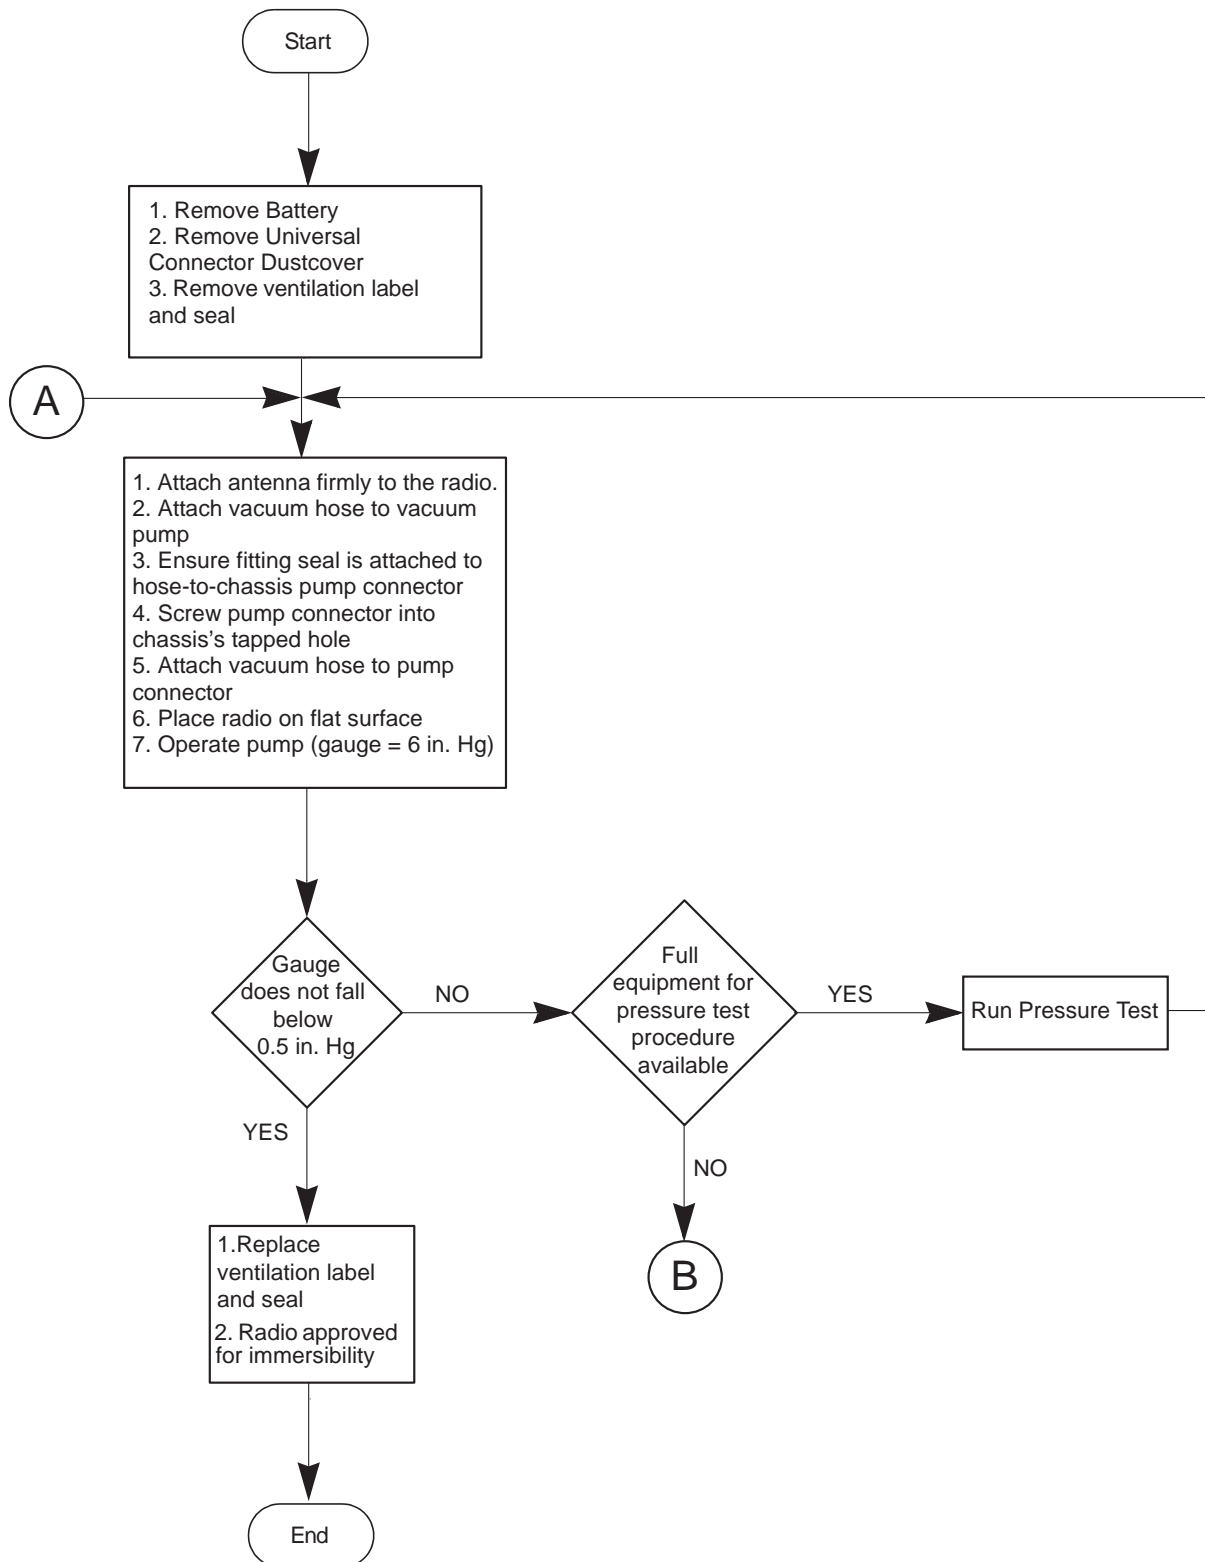 Start
1. Remove Battery
2. Remove Universal
Connector Dustcover
3. Remove ventilation label
and seal
A
1. Attach antenna firmly to the radio.
2. Attach vacuum hose to vacuum
pump
3. Ensure fitting seal is attached to
hose-to-chassis pump connector
4. Screw pump connector into
chassis’s tapped hole
5. Attach vacuum hose to pump
connector
6. Place radio on flat surface
7. Operate pump (gauge = 6 in. Hg)
Gauge
does not fall
below
0.5 in. Hg
NO
Full
equipment for
pressure test
procedure
available
YES
Run Pressure Test
YES
NO
1.Replace
ventilation label
and seal
2. Radio approved
for immersibility
B
End